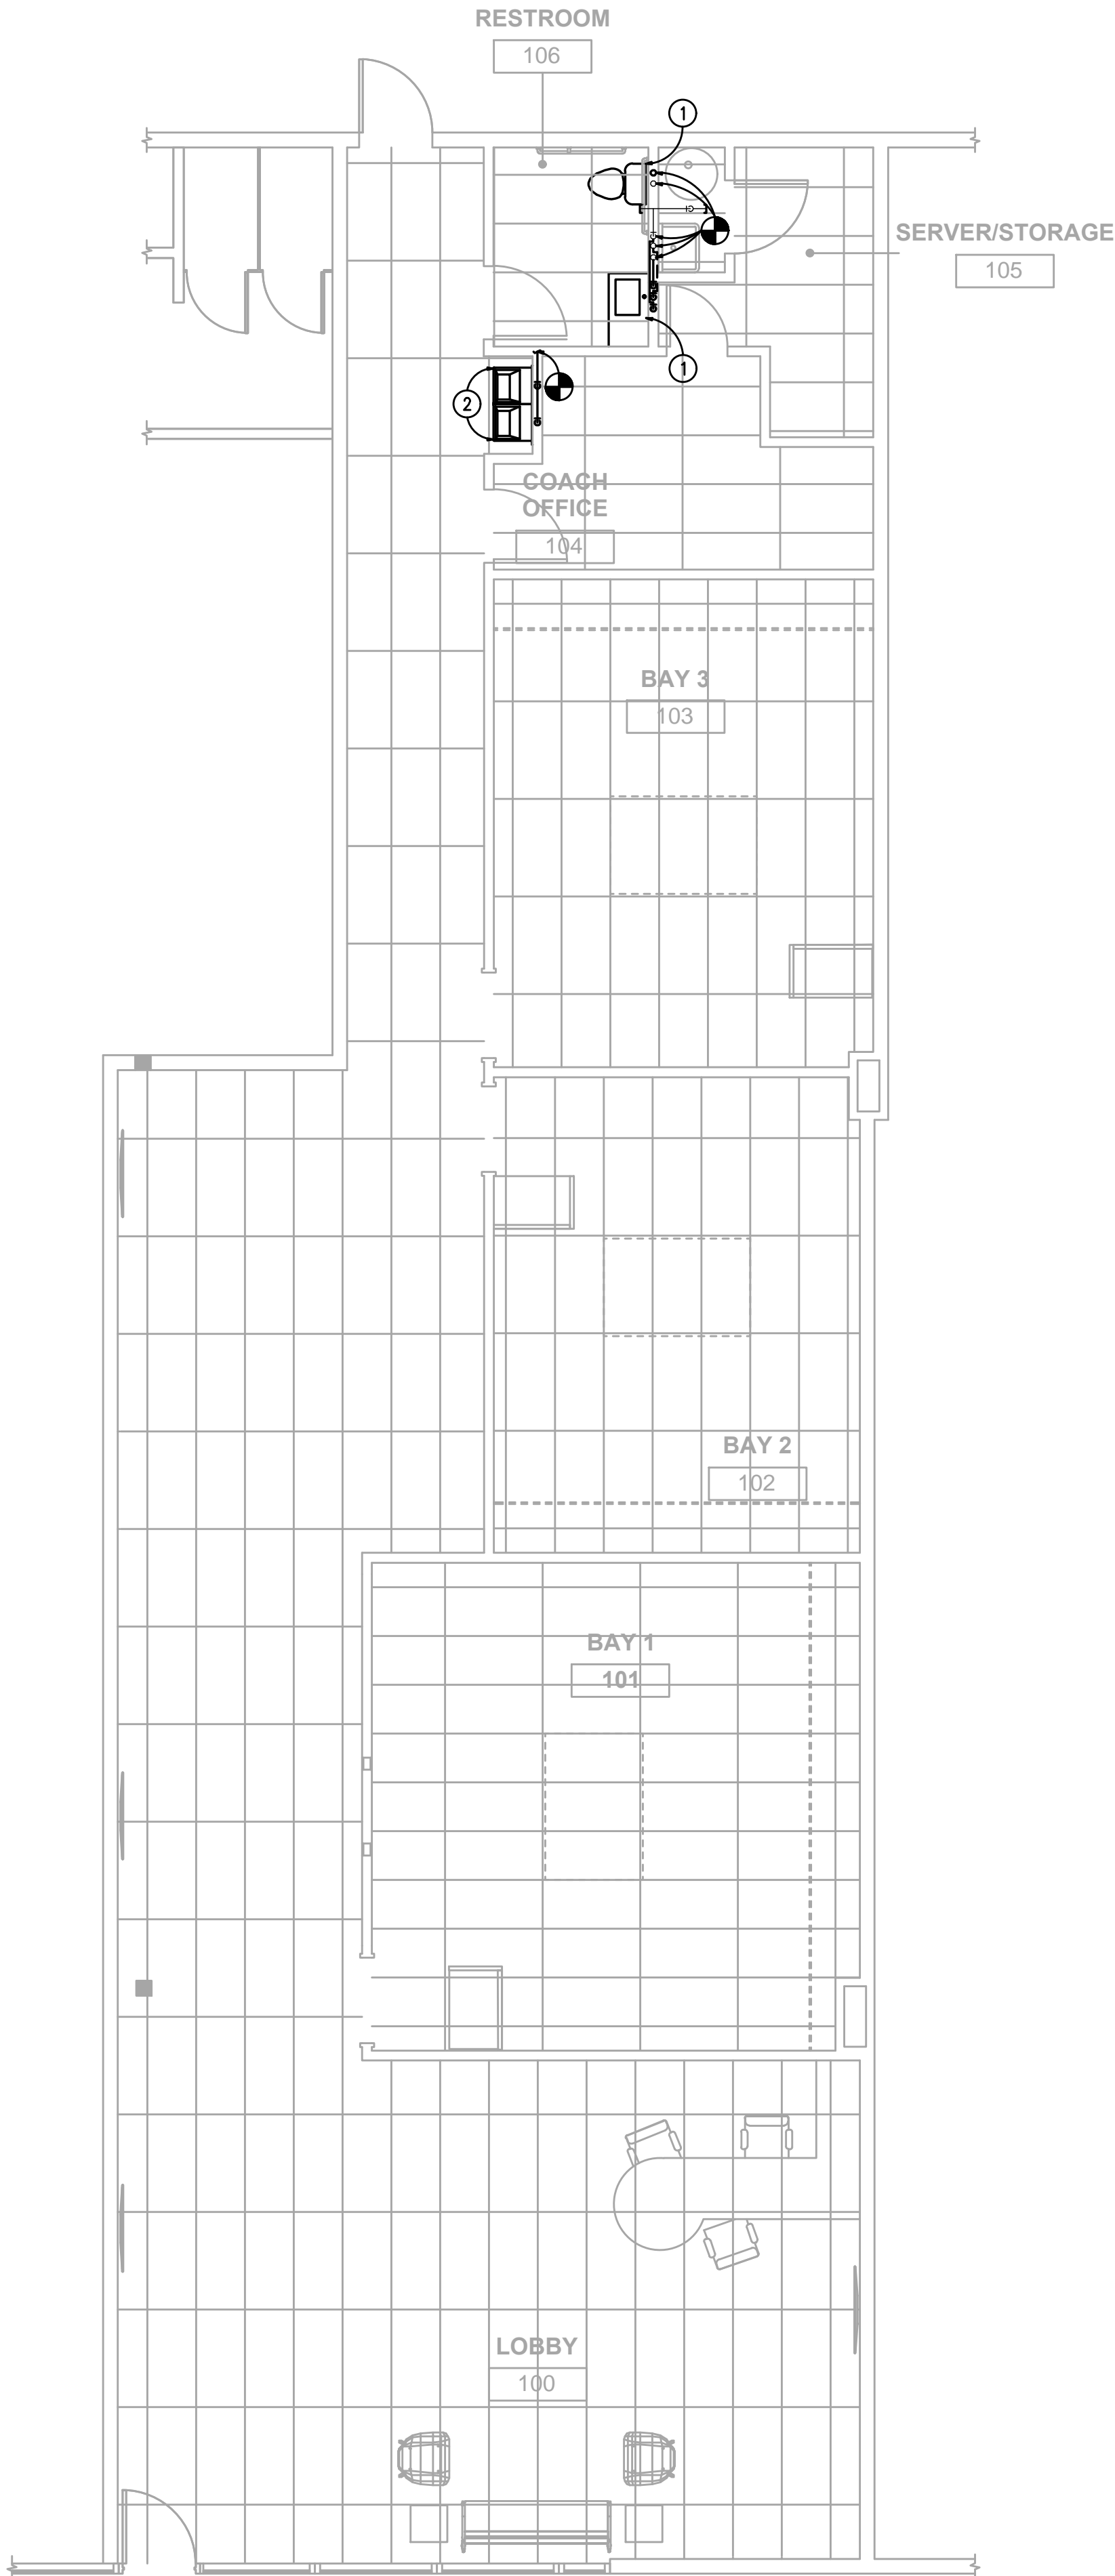 RESTROOM
106
1
SERVER/STORAGE
105
1
2
COACH
OFFICE
104
BAY 3
103
BAY 2
102
BAY 1
101
LOBBY
100